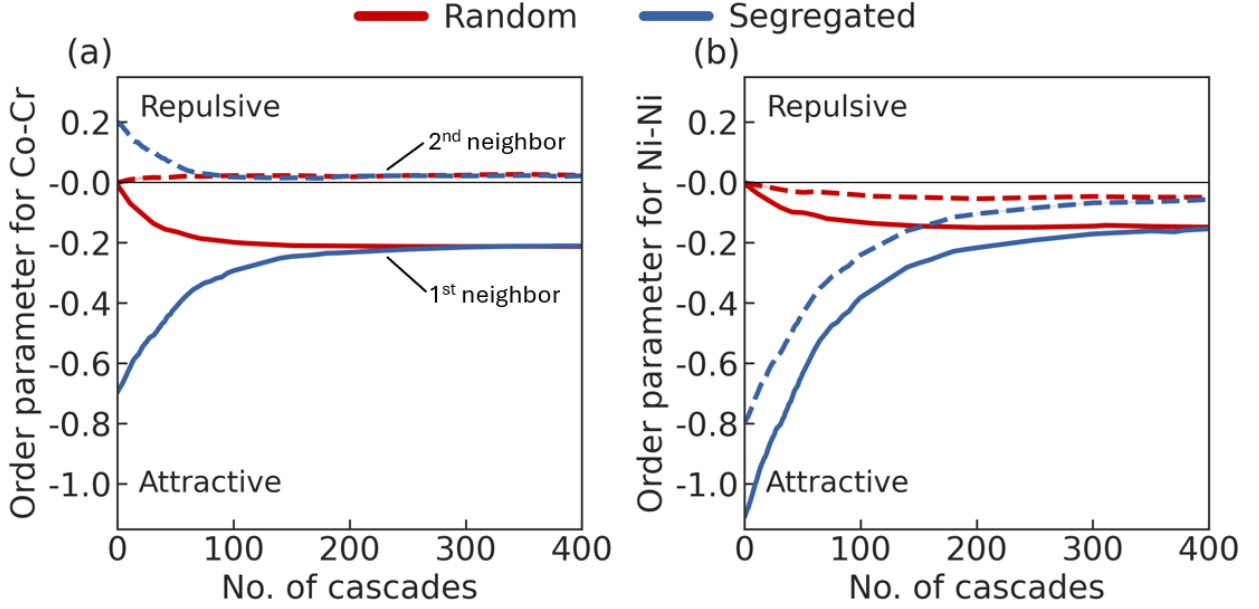 Random
Segregated
(a)
Order parameter for Co-Cr
Repulsive
2nd neighbor
1st neighbor
Attractive
0.2
-0.0
-0.2
-0.4
-0.6
-0.8
-1.0
0 100 200 300 400
No. of cascades
(b)
Order parameter for Ni-Ni
Repulsive
Attractive
0.2
-0.0
-0.2
-0.4
-0.6
-0.8
-1.0
0 100 200 300 400
No. of cascades